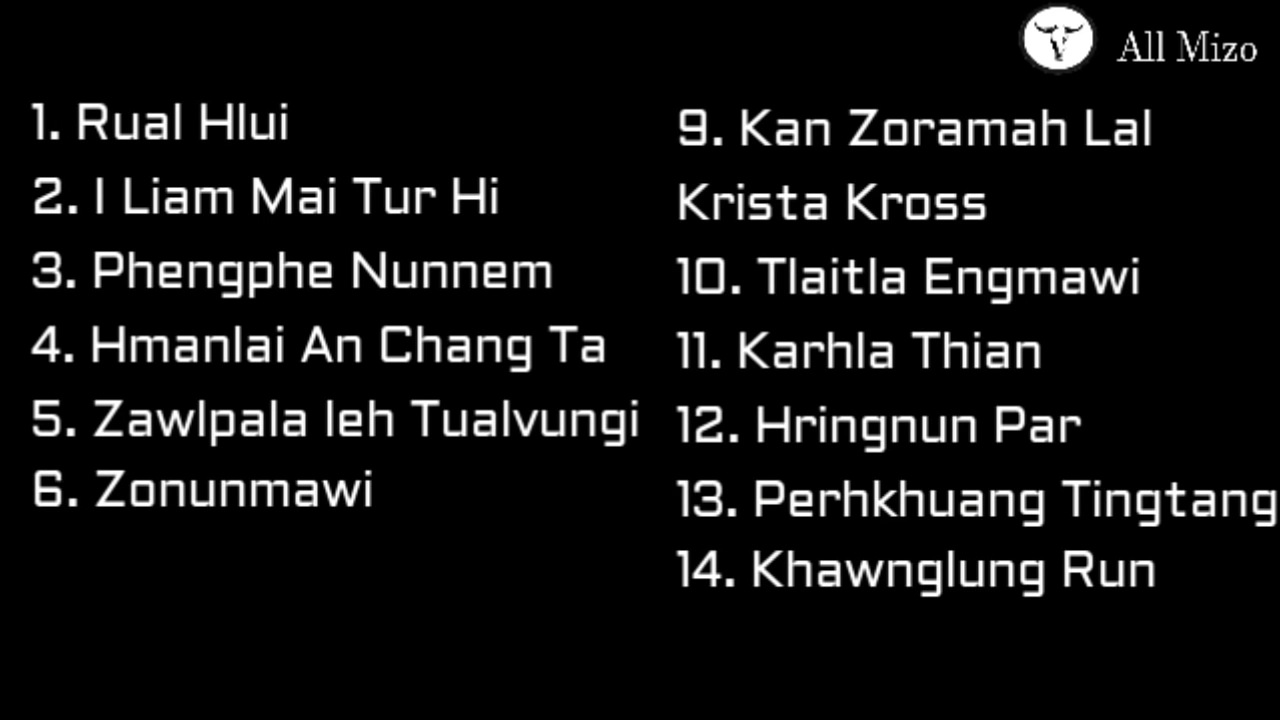 All Mizo
1. Rual Hlui
2. I Liam Mai Tur Hi
3. Phengphe Nunnem
4. Hmanlai An Chang Ta
5. Zawlpala leh Tualvungi
6. Zonunmawi
9. Kan Zoramah Lal
Krista Kross
10. Tlaitla Engmawi
11. Karhla Thian
12. Hringnun Par
13. Perhkhuang Tingtang
14. Khawnglung Run